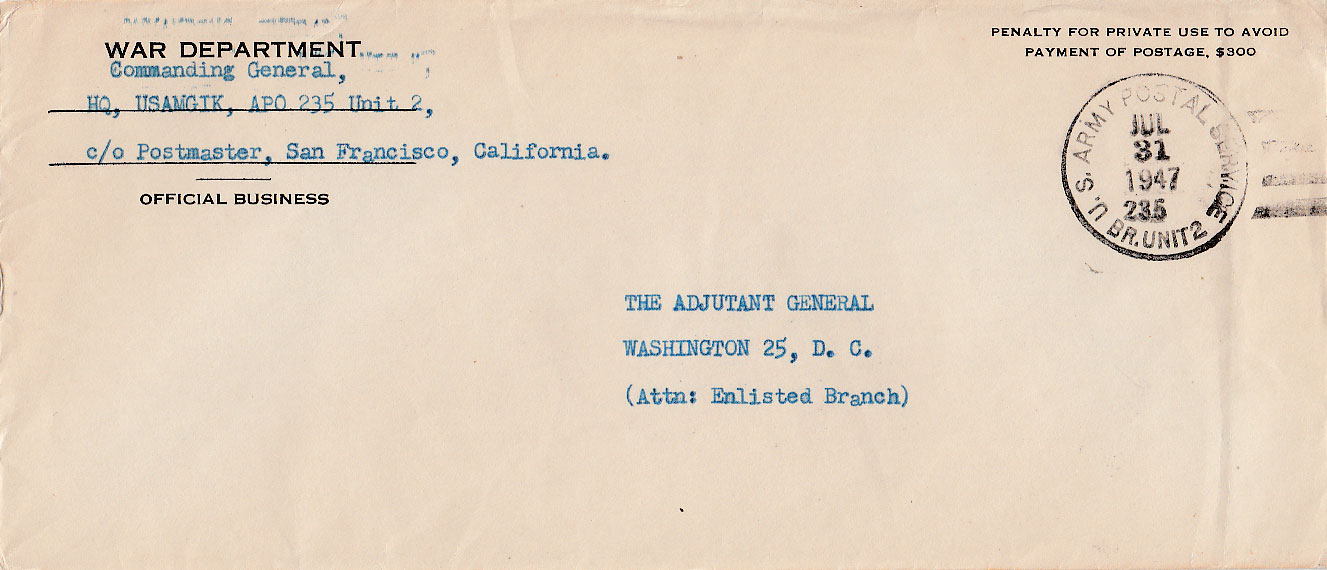 WAR DEPARTMENT
Commanding General,
HQ, USAMGIK, APO 235 Unit 2,
c/o Postmaster, San Francisco, California.
OFFICIAL BUSINESS
PENALTY FOR PRIVATE USE TO AVOID
PAYMENT OF POSTAGE, $300
U. S. ARMY POSTAL SERVICE
JUL
31
1947
235
BR. UNIT 2
THE ADJUTANT GENERAL
WASHINGTON 25, D. C.
(Attn: Enlisted Branch)